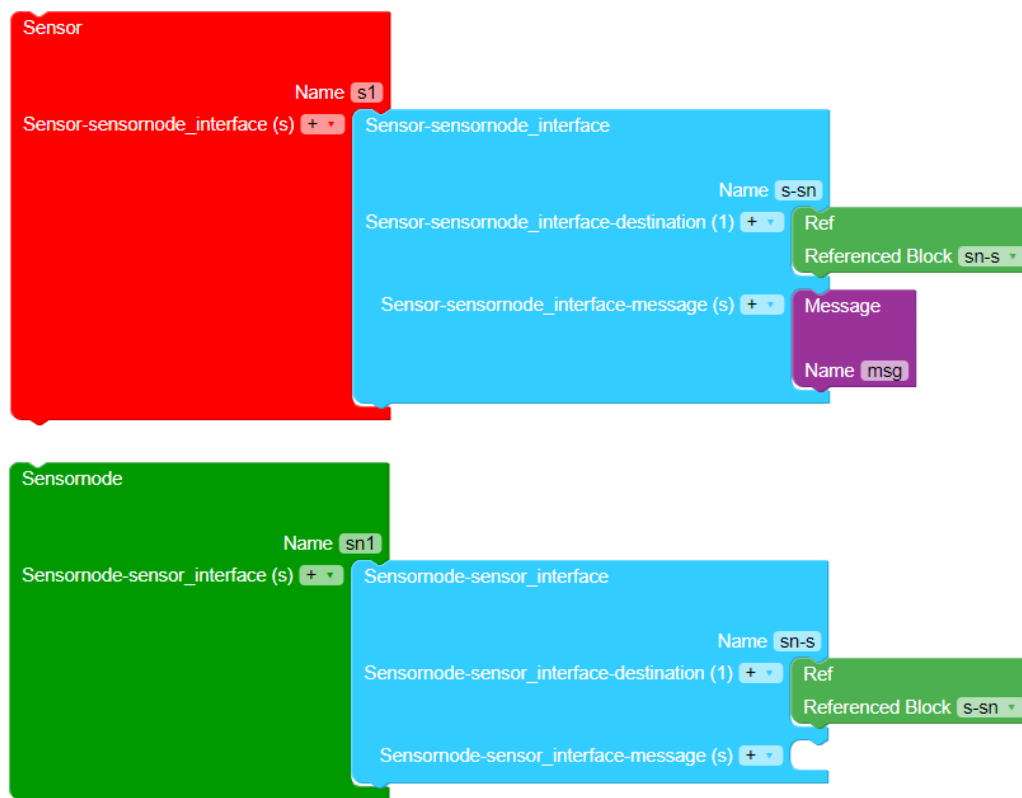 Sensor
Name s1
Sensor-sensornode_interface (s) +
Sensor-sensornode_interface
Name s-sn
Sensor-sensornode_interface-destination (1) +
Ref
Referenced Block sn-s
Sensor-sensornode_interface-message (s) +
Message
Name msg
Sensornode
Name sn1
Sensornode-sensor_interface (s) +
Sensornode-sensor_interface
Name sn-s
Sensornode-sensor_interface-destination (1) +
Ref
Referenced Block s-sn
Sensornode-sensor_interface-message (s) +